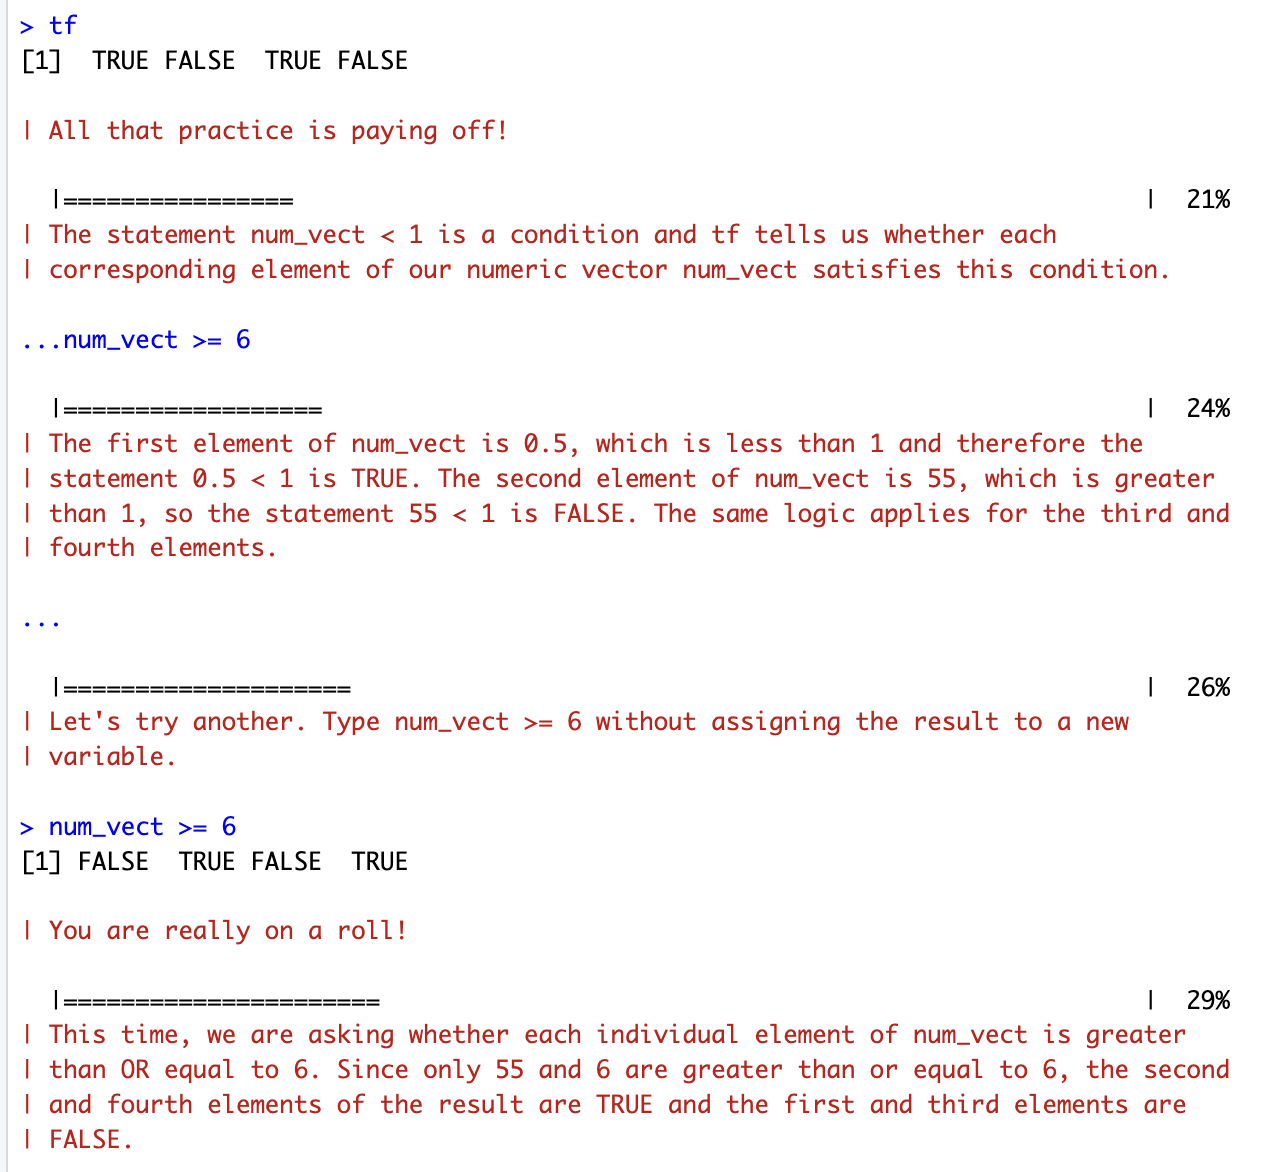 > tf
[1]  TRUE FALSE  TRUE FALSE
| All that practice is paying off!
|================ | 21%
| The statement num_vect < 1 is a condition and tf tells us whether each
| corresponding element of our numeric vector num_vect satisfies this condition.
...num_vect >= 6
|================== | 24%
| The first element of num_vect is 0.5, which is less than 1 and therefore the
| statement 0.5 < 1 is TRUE. The second element of num_vect is 55, which is greater
| than 1, so the statement 55 < 1 is FALSE. The same logic applies for the third and
| fourth elements.
...
|==================== | 26%
| Let's try another. Type num_vect >= 6 without assigning the result to a new
| variable.
> num_vect >= 6
[1] FALSE  TRUE FALSE  TRUE
| You are really on a roll!
|====================== | 29%
| This time, we are asking whether each individual element of num_vect is greater
| than OR equal to 6. Since only 55 and 6 are greater than or equal to 6, the second
| and fourth elements of the result are TRUE and the first and third elements are
| FALSE.